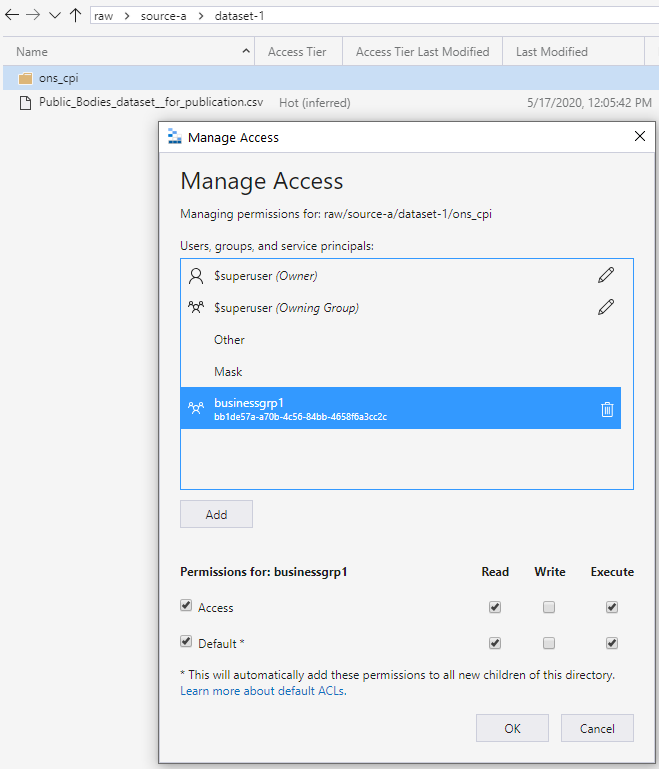 raw > source-a > dataset-1
Name Access Tier Access Tier Last Modified Last Modified
ons_cpi
Public_Bodies_dataset__for_publication.csv Hot (inferred) 5/17/2020, 12:05:42 PM
Manage Access
Manage Access
Managing permissions for: raw/source-a/dataset-1/ons_cpi
Users, groups, and service principals:
$superuser (Owner)
$superuser (Owning Group)
Other
Mask
businessgrp1
bb1de57a-a70b-4c56-84bb-4658f6a3cc2c
Add
Permissions for: businessgrp1 Read Write Execute
Access
Default *
* This will automatically add these permissions to all new children of this directory.
Learn more about default ACLs.
OK Cancel